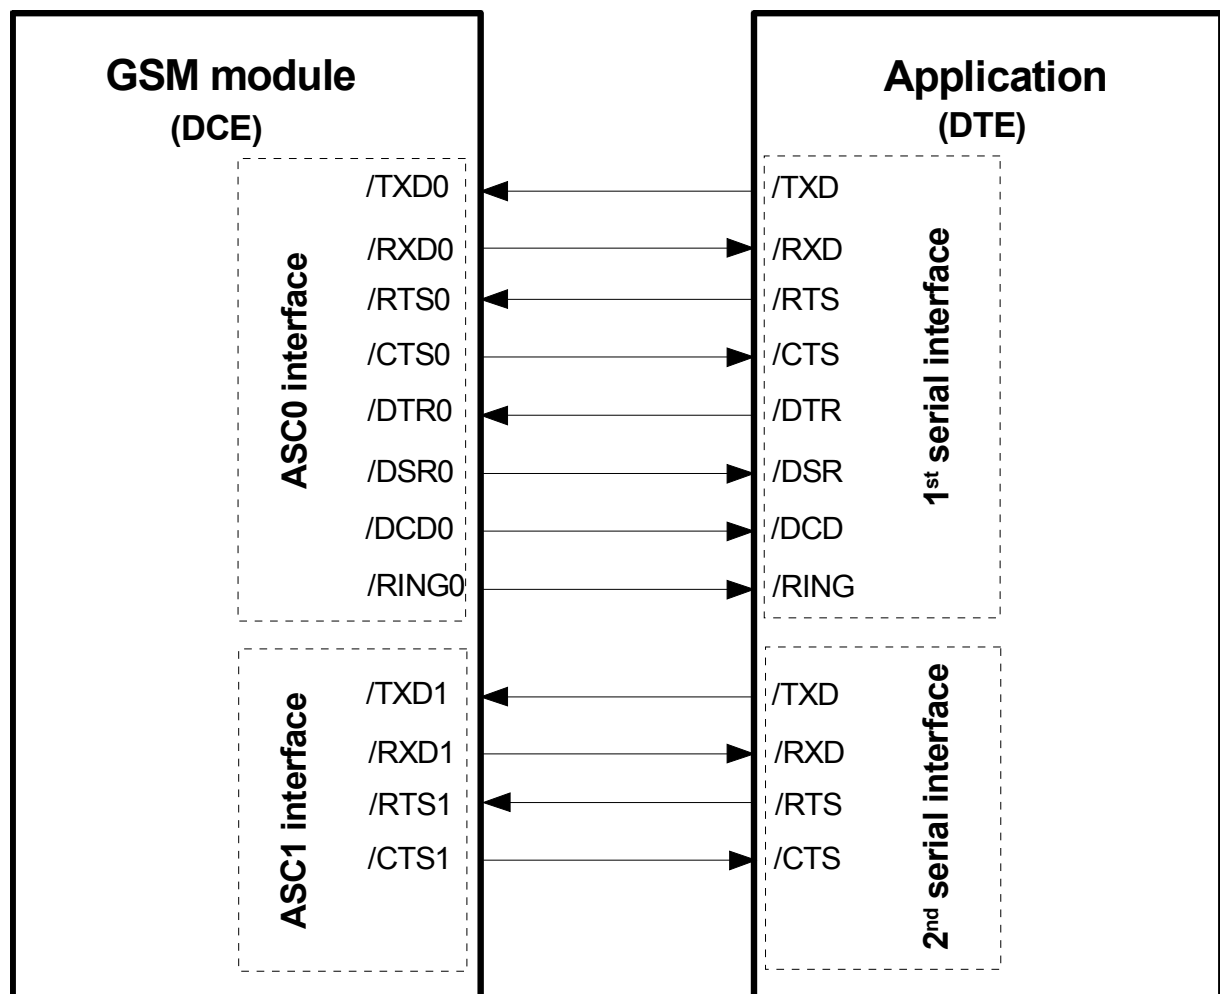 GSM module
(DCE)
Application
(DTE)
ASC0 interface
/TXD0
/RXD0
/RTS0
/CTS0
/DTR0
/DSR0
/DCD0
/RING0
/TXD
/RXD
/RTS
/CTS
/DTR
/DSR
/DCD
/RING
1st serial interface
ASC1 interface
/TXD1
/RXD1
/RTS1
/CTS1
/TXD
/RXD
/RTS
/CTS
2nd serial interface